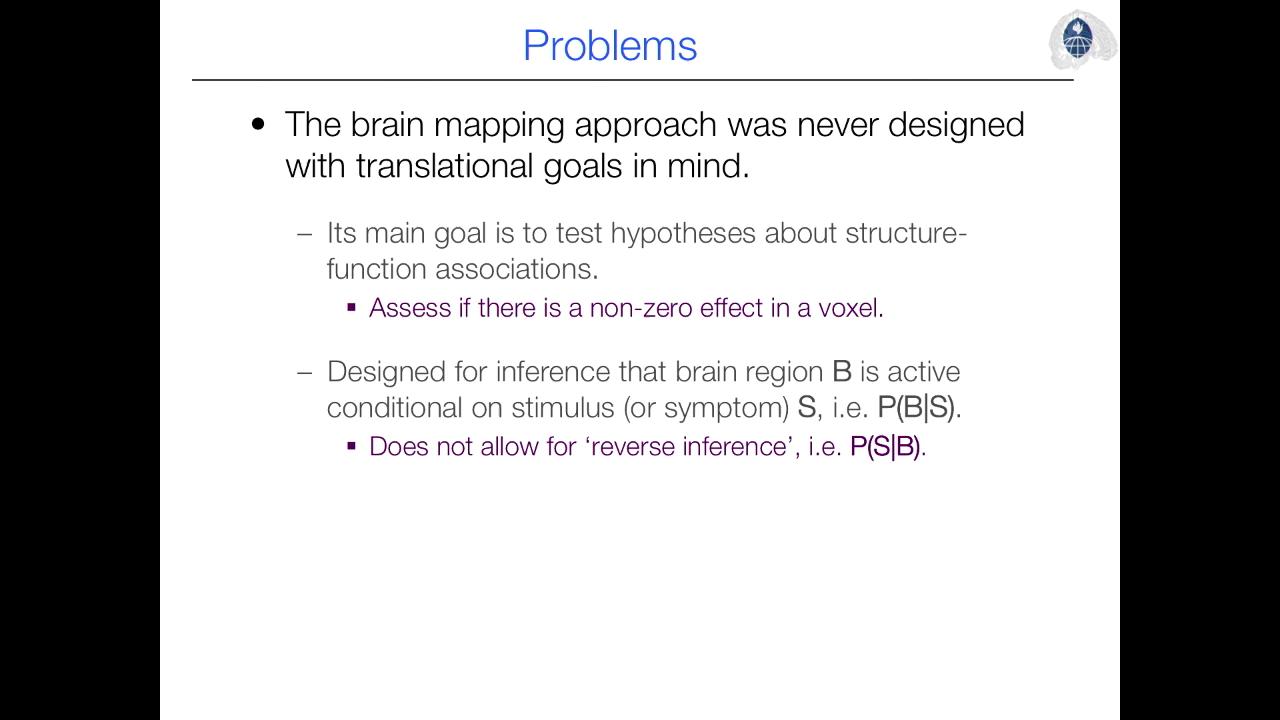 Problems
• The brain mapping approach was never designed
with translational goals in mind.
– Its main goal is to test hypotheses about structure-
function associations.
▪ Assess if there is a non-zero effect in a voxel.
– Designed for inference that brain region B is active
conditional on stimulus (or symptom) S, i.e. P(B|S).
▪ Does not allow for ‘reverse inference’, i.e. P(S|B).